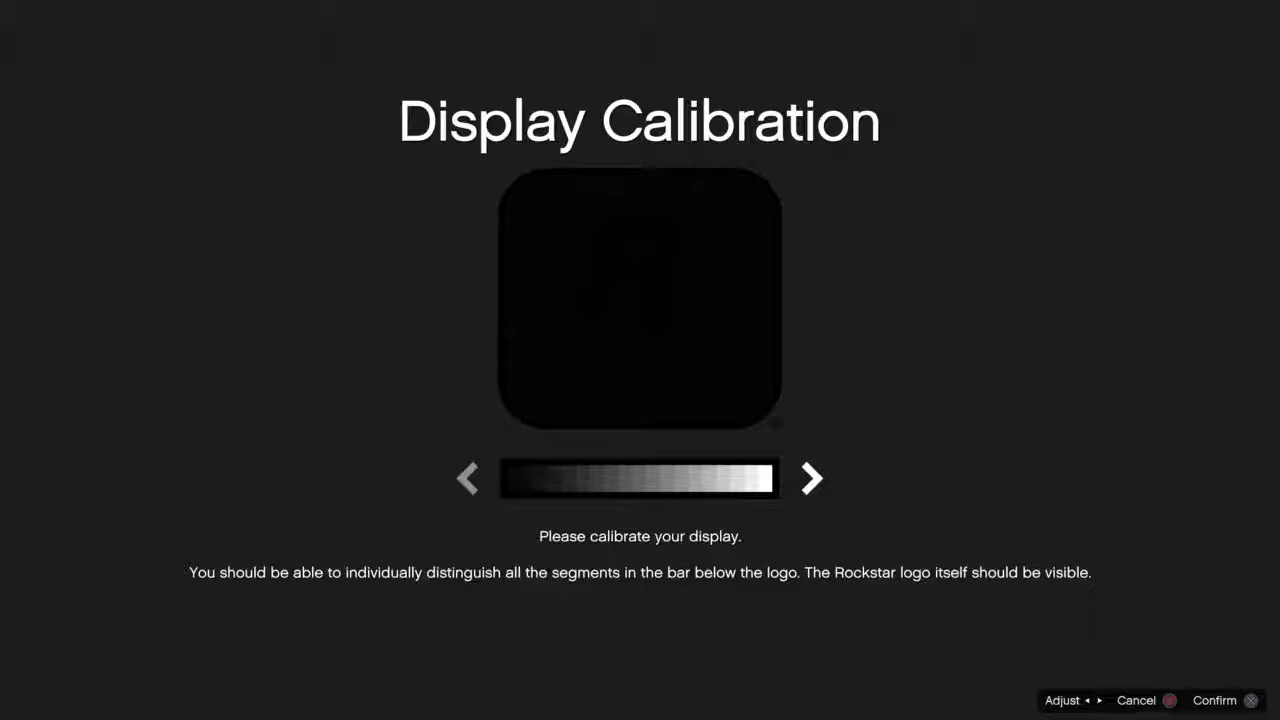 Display Calibration
Please calibrate your display.
You should be able to individually distinguish all the segments in the bar below the logo. The Rockstar logo itself should be visible.
Adjust Cancel Confirm